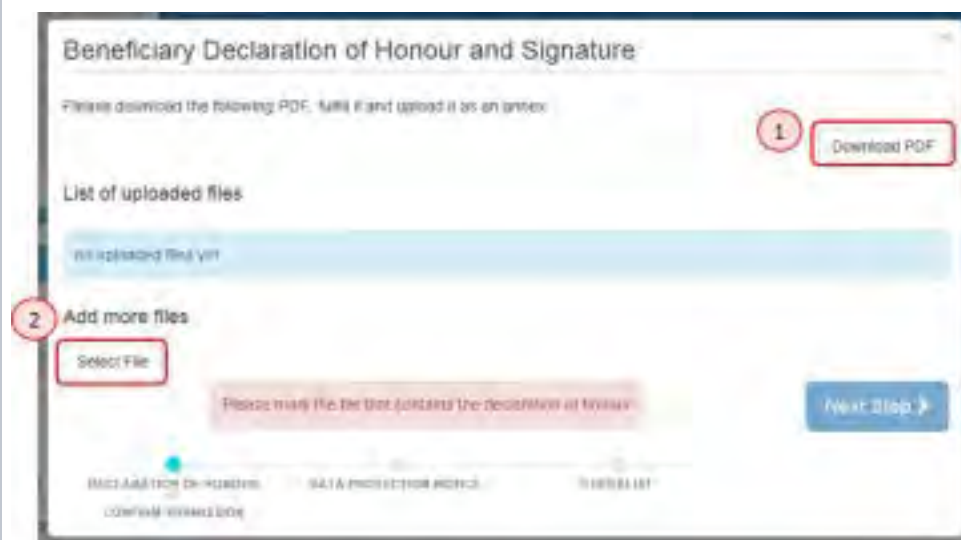 Beneficiary Declaration of Honour and Signature
Please download the following PDF, fulfil it and upload it as an annex
1
Download PDF
List of uploaded files
no uploaded files yet
2
Add more files
Select File
Please mark the file that contains the declaration of honour
Next Step
DECLARATION OF HONOUR
DATA PROTECTION NOTICE
CHECKLIST
CONFIRM SUBMISSION